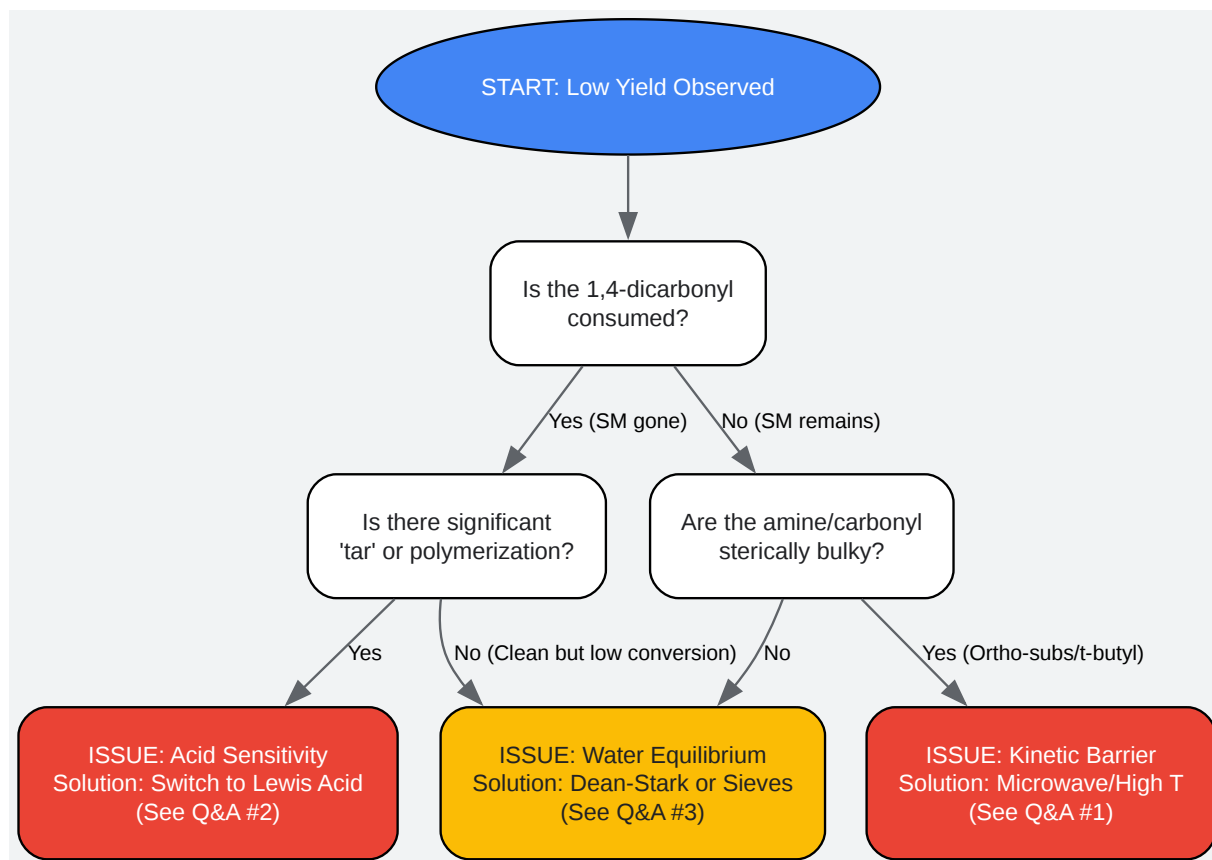 START: Low Yield Observed
Is the 1,4-dicarbonyl
consumed?
Yes (SM gone)
No (SM remains)
Is there significant
'tar' or polymerization?
Are the amine/carbonyl
sterically bulky?
Yes
No (Clean but low conversion)
No
Yes (Ortho-subs/t-butyl)
ISSUE: Acid Sensitivity
Solution: Switch to Lewis Acid
(See Q&A #2)
ISSUE: Water Equilibrium
Solution: Dean-Stark or Sieves
(See Q&A #3)
ISSUE: Kinetic Barrier
Solution: Microwave/High T
(See Q&A #1)